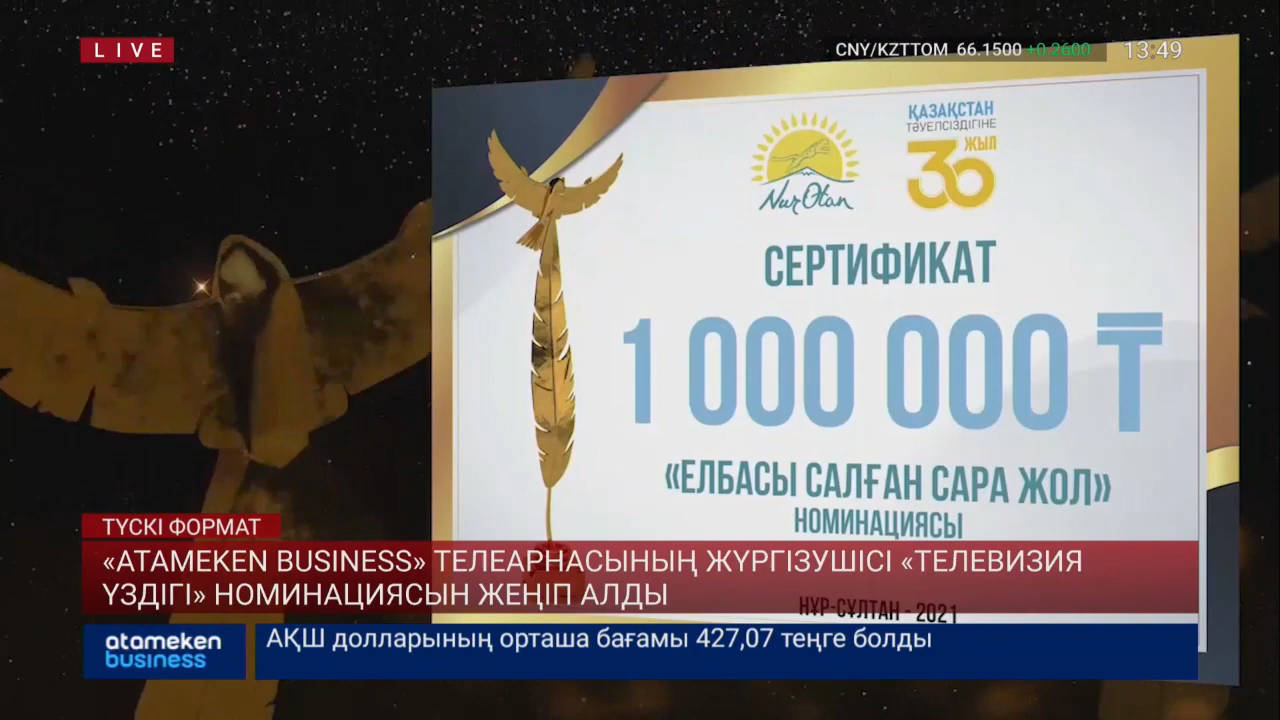 LIVE
CNY/KZTTOM 66.1500 +0.2600
13:49
Nur Otan
ҚАЗАҚСТАН
ТӘУЕЛСІЗДІГІНЕ
30 ЖЫЛ
СЕРТИФИКАТ
1 000 000 ₸
«ЕЛБАСЫ САЛҒАН САРА ЖОЛ»
НОМИНАЦИЯСЫ
НҰР-СҰЛТАН - 2021
ТҮСКІ ФОРМАТ
«ATAMEKEN BUSINESS» ТЕЛЕАРНАСЫНЫҢ ЖҮРГІЗУШІСІ «ТЕЛЕВИЗИЯ
ҮЗДІГІ» НОМИНАЦИЯСЫН ЖЕҢІП АЛДЫ
atameken
business
АҚШ долларының орташа бағамы 427,07 теңге болды